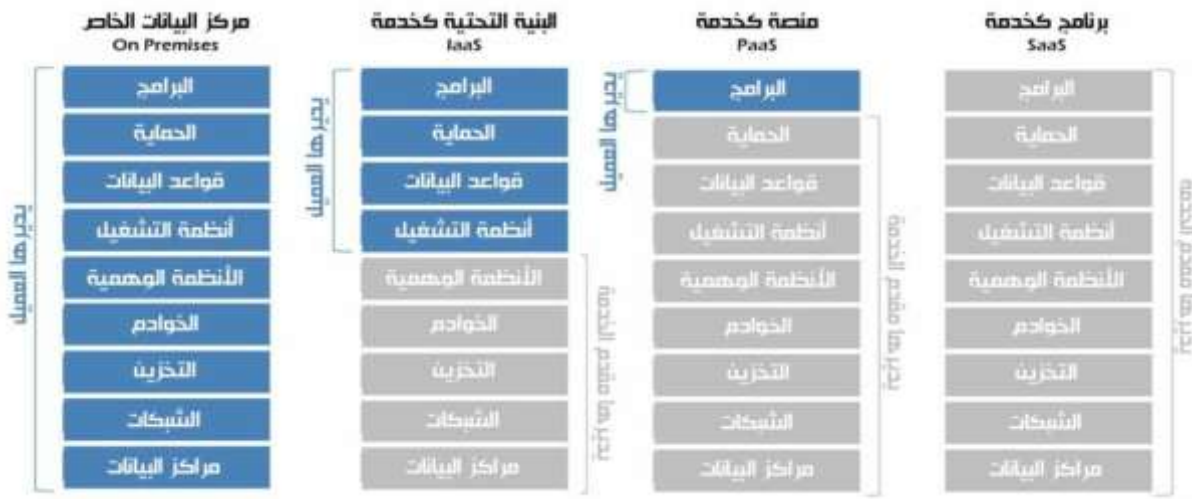 مركز البيانات الخاص
On Premises
البرامج
الحماية
قواعد البيانات
أنظمة التشغيل
الأنظمة الوهمية
الخوادم
التخزين
الشبكات
مراكز البيانات
يديرها العميل
البنية التحتية كخدمة
IaaS
البرامج
الحماية
قواعد البيانات
أنظمة التشغيل
الأنظمة الوهمية
الخوادم
التخزين
الشبكات
مراكز البيانات
يديرها العميل
يديرها مقدم الخدمة
منصة كخدمة
PaaS
البرامج
الحماية
قواعد البيانات
أنظمة التشغيل
الأنظمة الوهمية
الخوادم
التخزين
الشبكات
مراكز البيانات
يديرها العميل
يديرها مقدم الخدمة
برنامج كخدمة
SaaS
البرامج
الحماية
قواعد البيانات
أنظمة التشغيل
الأنظمة الوهمية
الخوادم
التخزين
الشبكات
مراكز البيانات
يديرها مقدم الخدمة